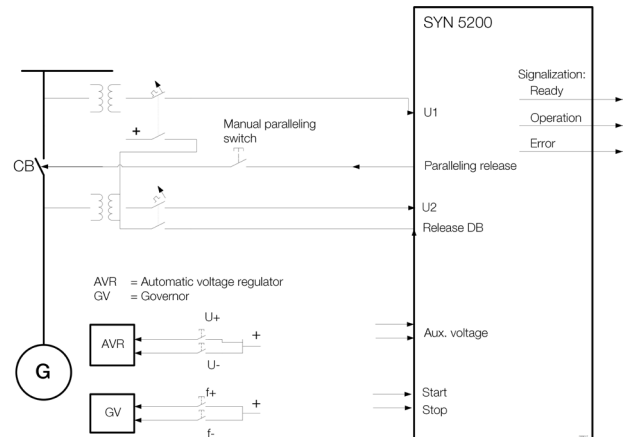 SYN 5200
Signalization:
Ready
Operation
Error
U1
+
Manual paralleling
switch
CB
Paralleling release
U2
Release DB
AVR = Automatic voltage regulator
GV = Governor
U+
AVR
+
U-
Aux. voltage
G
f+
GV
+
f-
Start
Stop